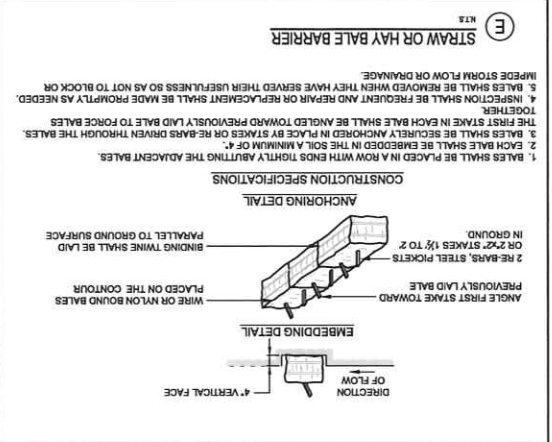 DIRECTION
OF FLOW
4" VERTICAL FACE
EMBEDDING DETAIL
ANGLE FIRST STAKE TOWARD
PREVIOUSLY LAID BALE
WIRE OR NYLON BOUND BALES
PLACED ON THE CONTOUR
2 RE-BARS, STEEL PICKETS
OR 2"x2" STAKES 1½' TO 2'
IN GROUND.
BINDING TWINE SHALL BE LAID
PARALLEL TO GROUND SURFACE
ANCHORING DETAIL
CONSTRUCTION SPECIFICATIONS
1. BALES SHALL BE PLACED IN A ROW WITH ENDS TIGHTLY ABUTTING THE ADJACENT BALES.
2. EACH BALE SHALL BE EMBEDDED IN THE SOIL A MINIMUM OF 4".
3. BALES SHALL BE SECURELY ANCHORED IN PLACE BY STAKES OR RE-BARS DRIVEN THROUGH THE BALES.
THE FIRST STAKE IN EACH BALE SHALL BE ANGLED TOWARD PREVIOUSLY LAID BALE TO FORCE BALES
TOGETHER.
4. INSPECTION SHALL BE FREQUENT AND REPAIR OR REPLACEMENT SHALL BE MADE PROMPTLY AS NEEDED.
5. BALES SHALL BE REMOVED WHEN THEY HAVE SERVED THEIR USEFULNESS SO AS NOT TO BLOCK OR
IMPEDE STORM FLOW OR DRAINAGE.
E
STRAW OR HAY BALE BARRIER
N.T.S.